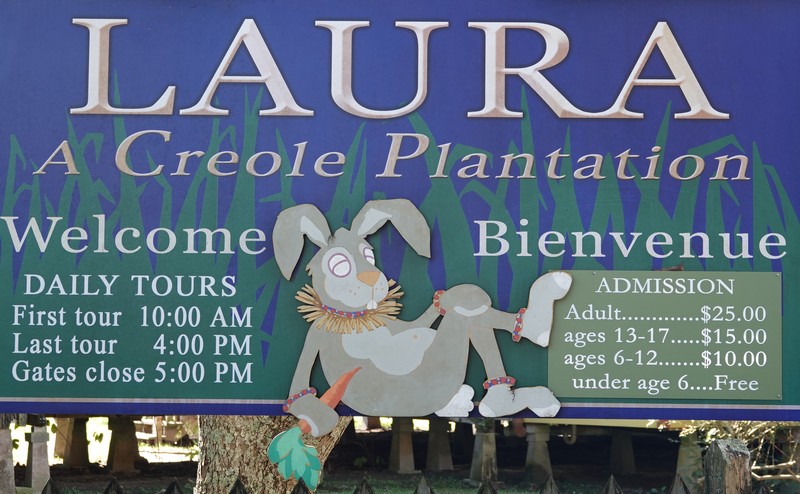 LAURA
A Creole Plantation
Welcome
Bienvenue
DAILY TOURS
First tour 10:00 AM
Last tour 4:00 PM
Gates close 5:00 PM
ADMISSION
Adult.............$25.00
ages 13-17......$15.00
ages 6-12......$10.00
under age 6....Free